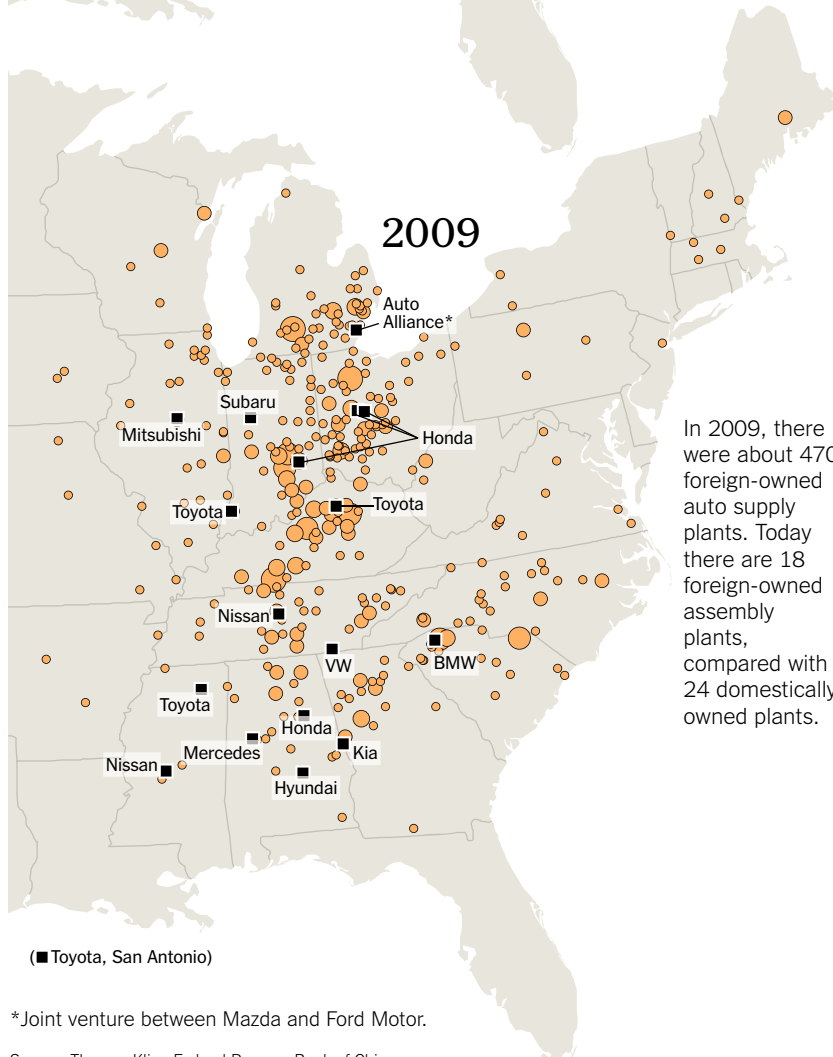 2009
Auto
Alliance*
Subaru
Mitsubishi
Honda
Toyota
Toyota
Nissan
VW
BMW
Toyota
Honda
Mercedes
Kia
Nissan
Hyundai
In 2009, there
were about 470
foreign-owned
auto supply
plants. Today
there are 18
foreign-owned
assembly
plants,
compared with
24 domestically
owned plants.
(■ Toyota, San Antonio)
*Joint venture between Mazda and Ford Motor.